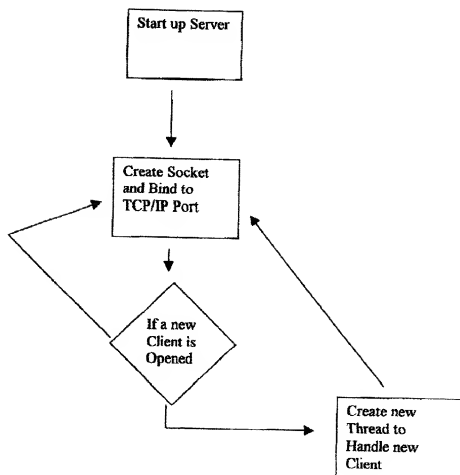 Start up Server
Create Socket
and Bind to
TCP/IP Port
If a new
Client is
Opened
Create new
Thread to
Handle new
Client